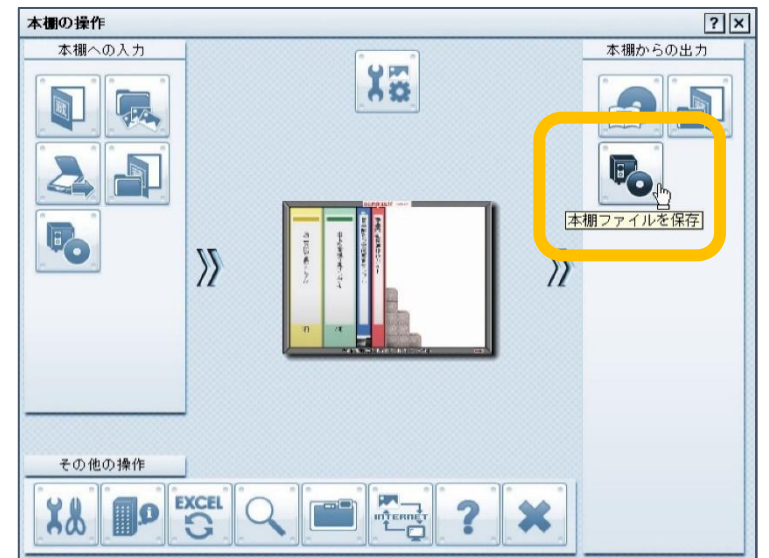 本棚の操作
本棚への入力
本棚からの出力
本棚ファイルを保存
その他の操作
EXCEL
INTERNET